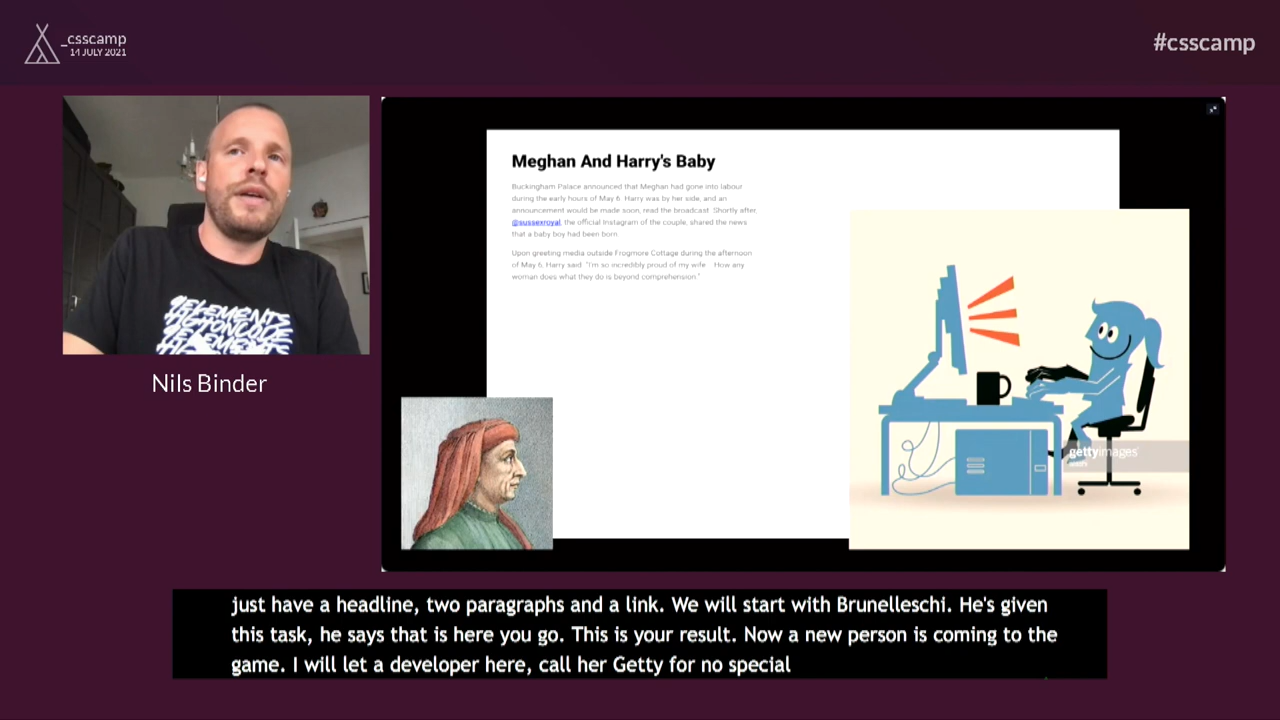 _csscamp
14 JULY 2021
#csscamp
Meghan And Harry's Baby
Buckingham Palace announced that Meghan had gone into labour
during the early hours of May 6. Harry was by her side, and an
announcement would be made soon, read the broadcast. Shortly after,
@sussexroyal, the official Instagram of the couple, shared the news
that a baby boy had been born.
Upon greeting media outside Frogmore Cottage during the afternoon
of May 6, Harry said: "I'm so incredibly proud of my wife... How any
woman does what they do is beyond comprehension."
gettyimages
ELEMENTS
Nils Binder
just have a headline, two paragraphs and a link. We will start with Brunelleschi. He's given
this task, he says that is here you go. This is your result. Now a new person is coming to the
game. I will let a developer here, call her Getty for no special